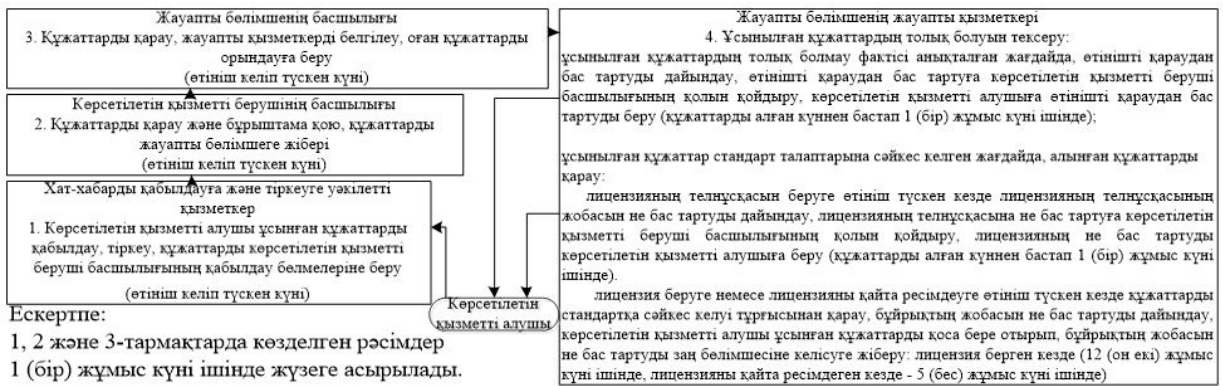 Жауапты бөлімшенің басшылығы
3. Құжаттарды қарау, жауапты қызметкерді белгілеу, оған құжаттарды
орындауға беру
(өтініш келіп түскен күні)
Көрсетілетін қызметті берушінің басшылығы
2. Құжаттарды қарау және бұрыштама қою, құжаттарды
жауапты бөлімшеге жібері
(өтініш келіп түскен күні)
Хат-хабарды қабылдауға және тіркеуге уәкілетті
қызметкер
1. Көрсетілетін қызметті алушы ұсынған құжаттарды
қабылдау, тіркеу, құжаттарды көрсетілетін қызметті
беруші басшылығының қабылдау бөлмелеріне беру
(өтініш келіп түскен күні)
Көрсетілетін
қызметті алушы
Ескертпе:
1, 2 және 3-тармақтарда көзделген рәсімдер
1 (бір) жұмыс күні ішінде жүзеге асырылады.
Жауапты бөлімшенің жауапты қызметкері
4. Ұсынылған құжаттардың толық болуын тексеру:
ұсынылған құжаттардың толық болмау фактісі анықталған жағдайда, өтінішті қараудан
бас тартуды дайындау, өтінішті қараудан бас тартуға көрсетілетін қызметті беруші
басшылығының қолын қойдыру, көрсетілетін қызметті алушыға өтінішті қараудан бас
тартуды беру (құжаттарды алған күннен бастап 1 (бір) жұмыс күні ішінде);
ұсынылған құжаттар стандарт талаптарына сәйкес келген жағдайда, алынған құжаттарды
қарау:
лицензияның телнұсқасын беруге өтініш түскен кезде лицензияның телнұсқасының
жобасын не бас тартуды дайындау, лицензияның телнұсқасына не бас тартуға көрсетілетін
қызметті беруші басшылығының қолын қойдыру, лицензияның не бас тартуды
көрсетілетін қызметті алушыға беру (құжаттарды алған күннен бастап 1 (бір) жұмыс күні
ішінде).
лицензия беруге немесе лицензияны қайта ресімдеуге өтініш түскен кезде құжаттарды
стандартқа сәйкес келуі тұрғысынан қарау, бұйрықтың жобасын не бас тартуды дайындау,
көрсетілетін қосметті алушы ұсынған құжаттарды қоса бере отырып, бұйрықтың жобасын
не бас тартуды заң бөлімшесіне келісуге жіберу: лицензия берген кезде (12 (он екі) жұмыс
күні ішінде, лицензияны қайта ресімдеген кезде - 5 (бес) жұмыс күні ішінде)